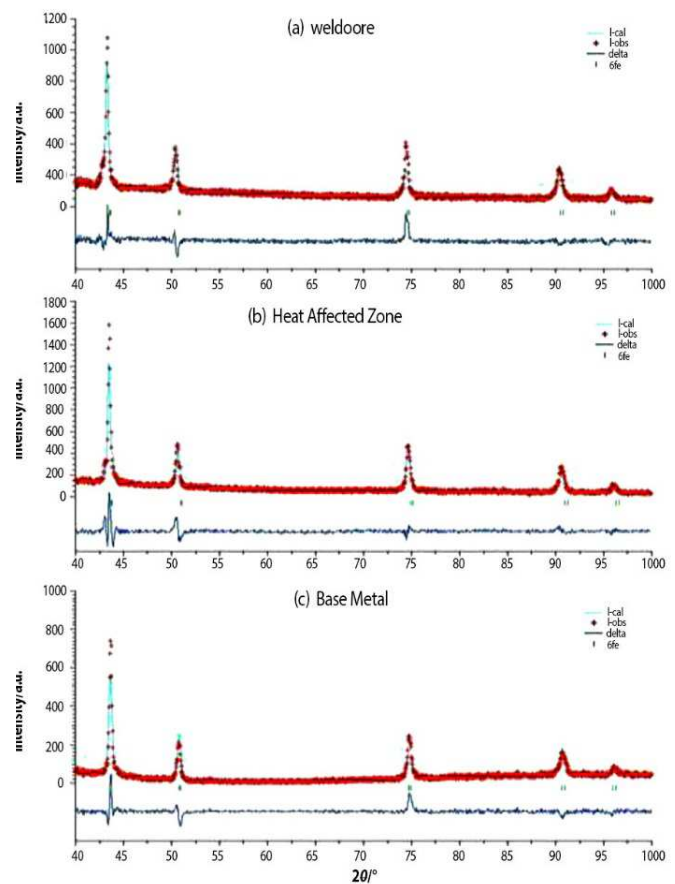 (a) weldoore
1200
1000
800
600
400
100
0
l-cal
l-obs
delta
6fe
intensity/a.u.
40 45 50 55 60 65 70 75 80 85 90 95 1000
(b) Heat Affected Zone
1800
1600
1400
1200
1000
800
600
400
200
0
l-cal
l-obs
delta
6fe
intensity/a.u.
40 45 50 55 60 65 70 75 80 85 90 95 1000
(c) Base Metal
1000
800
600
400
200
0
l-cal
l-obs
delta
6fe
intensity/a.u.
40 45 50 55 60 65 70 75 80 85 90 95 1000
2θ/°